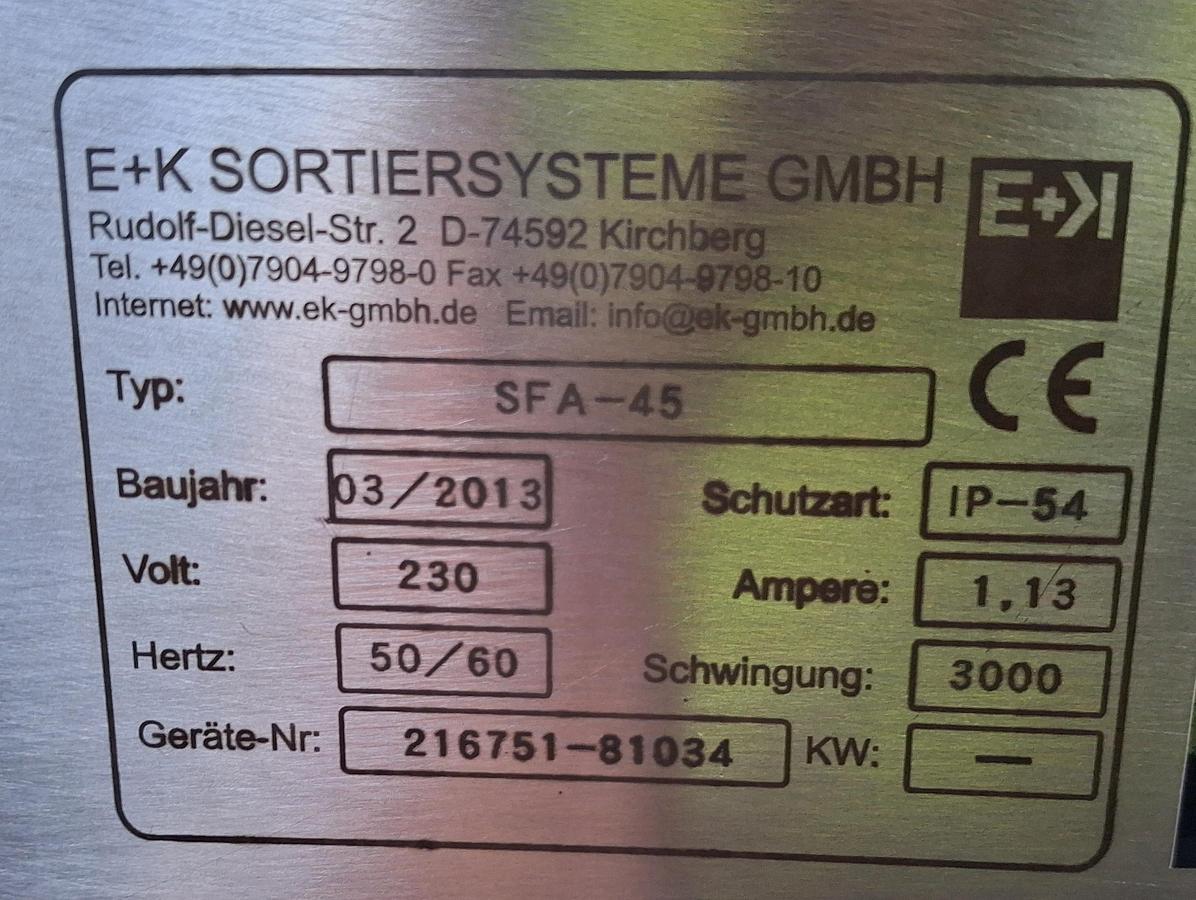 E+K SORTIERSYSTEME GMBH
E+K
Rudolf-Diesel-Str. 2 D-74592 Kirchberg
Tel. +49(0)7904-9798-0 Fax +49(0)7904-9798-10
Internet: www.ek-gmbh.de Email: info@ek-gmbh.de
CE
Typ: SFA-45
Baujahr: 03/2013 Schutzart: IP-54
Volt: 230 Ampere: 1,13
Hertz: 50/60 Schwingung: 3000
Geräte-Nr: 216751-81034 KW: —